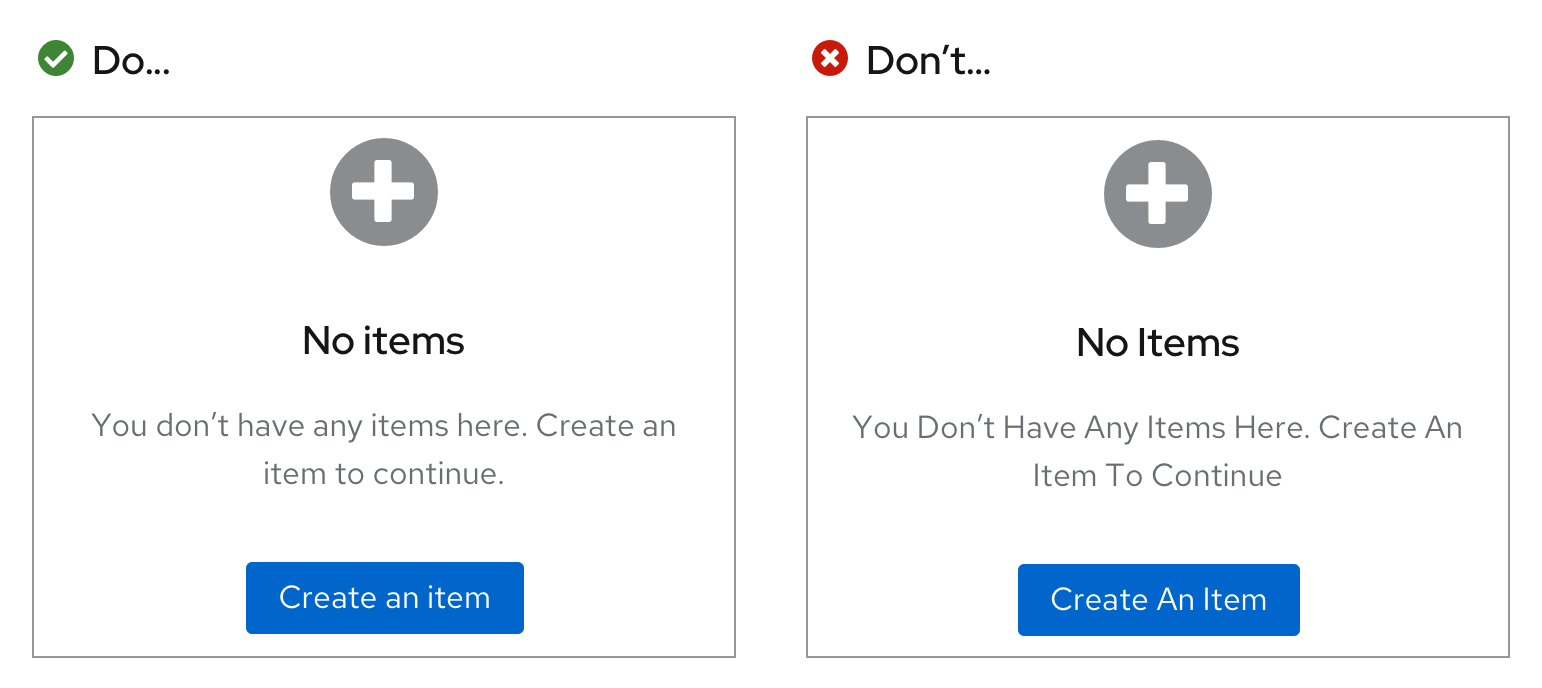 Do...
No items
You don’t have any items here. Create an
item to continue.
Create an item
Don’t...
No Items
You Don’t Have Any Items Here. Create An
Item To Continue
Create An Item